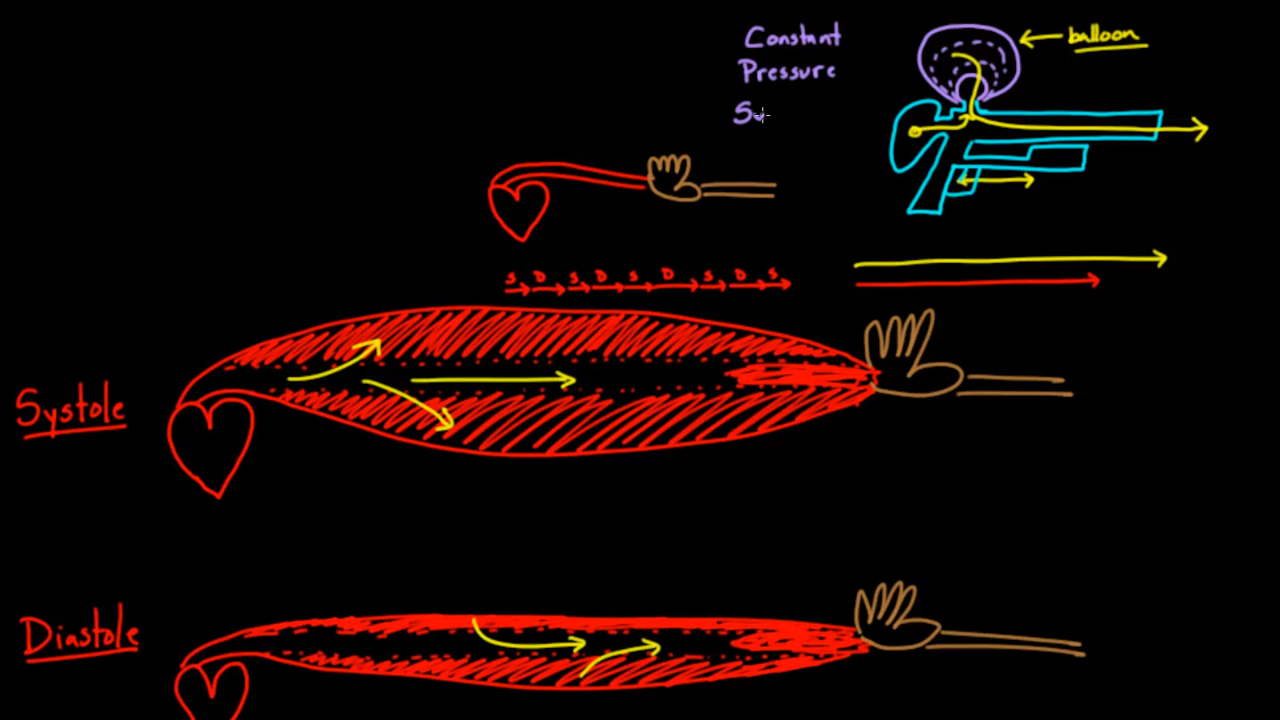 Constant
Pressure
S
balloon
S D S D S D S D S
Systole
Diastole